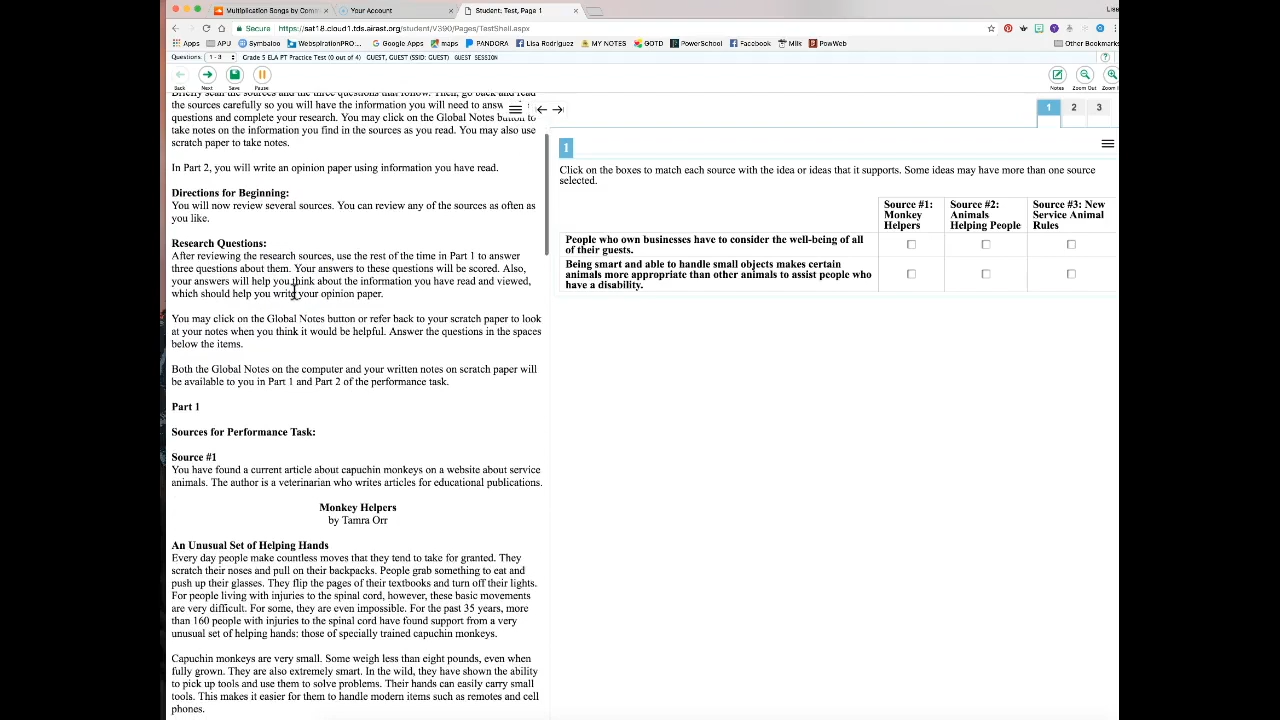 Multiplication Songs by Com
Your Account
Student: Test, Page 1
Lisa
Secure
https://sat18.cloud1.tds.airast.org/student/V390/Pages/TestShell.aspx
Apps
APU
Symbaloo
WebspirationPRO...
Google Apps
maps
PANDORA
Lisa Rodriguez
MY NOTES
GOTD
PowerSchool
Facebook
Milk
PowWeb
Other Bookmarks
Questions: 1 - 3
Grade 5 ELA PT Practice Test (0 out of 4)
GUEST, GUEST (SSID: GUEST)
GUEST SESSION
Back
Next
Save
Pause
Notes
Zoom Out
Zoom In
Briefly scan the sources and the three questions that follow. Then, go back and read
the sources carefully so you will have the information you will need to answ
questions and complete your research. You may click on the Global Notes button to
take notes on the information you find in the sources as you read. You may also use
scratch paper to take notes.
In Part 2, you will write an opinion paper using information you have read.
Directions for Beginning:
You will now review several sources. You can review any of the sources as often as
you like.
Research Questions:
After reviewing the research sources, use the rest of the time in Part 1 to answer
three questions about them. Your answers to these questions will be scored. Also,
your answers will help you think about the information you have read and viewed,
which should help you write your opinion paper.
You may click on the Global Notes button or refer back to your scratch paper to look
at your notes when you think it would be helpful. Answer the questions in the spaces
below the items.
Both the Global Notes on the computer and your written notes on scratch paper will
be available to you in Part 1 and Part 2 of the performance task.
Part 1
Sources for Performance Task:
Source #1
You have found a current article about capuchin monkeys on a website about service
animals. The author is a veterinarian who writes articles for educational publications.
Monkey Helpers
by Tamra Orr
An Unusual Set of Helping Hands
Every day people make countless moves that they tend to take for granted. They
scratch their noses and pull on their backpacks. People grab something to eat and
push up their glasses. They flip the pages of their textbooks and turn off their lights.
For people living with injuries to the spinal cord, however, these basic movements
are very difficult. For some, they are even impossible. For the past 35 years, more
than 160 people with injuries to the spinal cord have found support from a very
unusual set of helping hands: those of specially trained capuchin monkeys.
Capuchin monkeys are very small. Some weigh less than eight pounds, even when
fully grown. They are also extremely smart. In the wild, they have shown the ability
to pick up tools and use them to solve problems. Their hands can easily carry small
tools. This makes it easier for them to handle modern items such as remotes and cell
phones.
1
2
3
1
Click on the boxes to match each source with the idea or ideas that it supports. Some ideas may have more than one source
selected.
Source #1:
Monkey
Helpers
Source #2:
Animals
Helping People
Source #3: New
Service Animal
Rules
People who own businesses have to consider the well-being of all
of their guests.
Being smart and able to handle small objects makes certain
animals more appropriate than other animals to assist people who
have a disability.